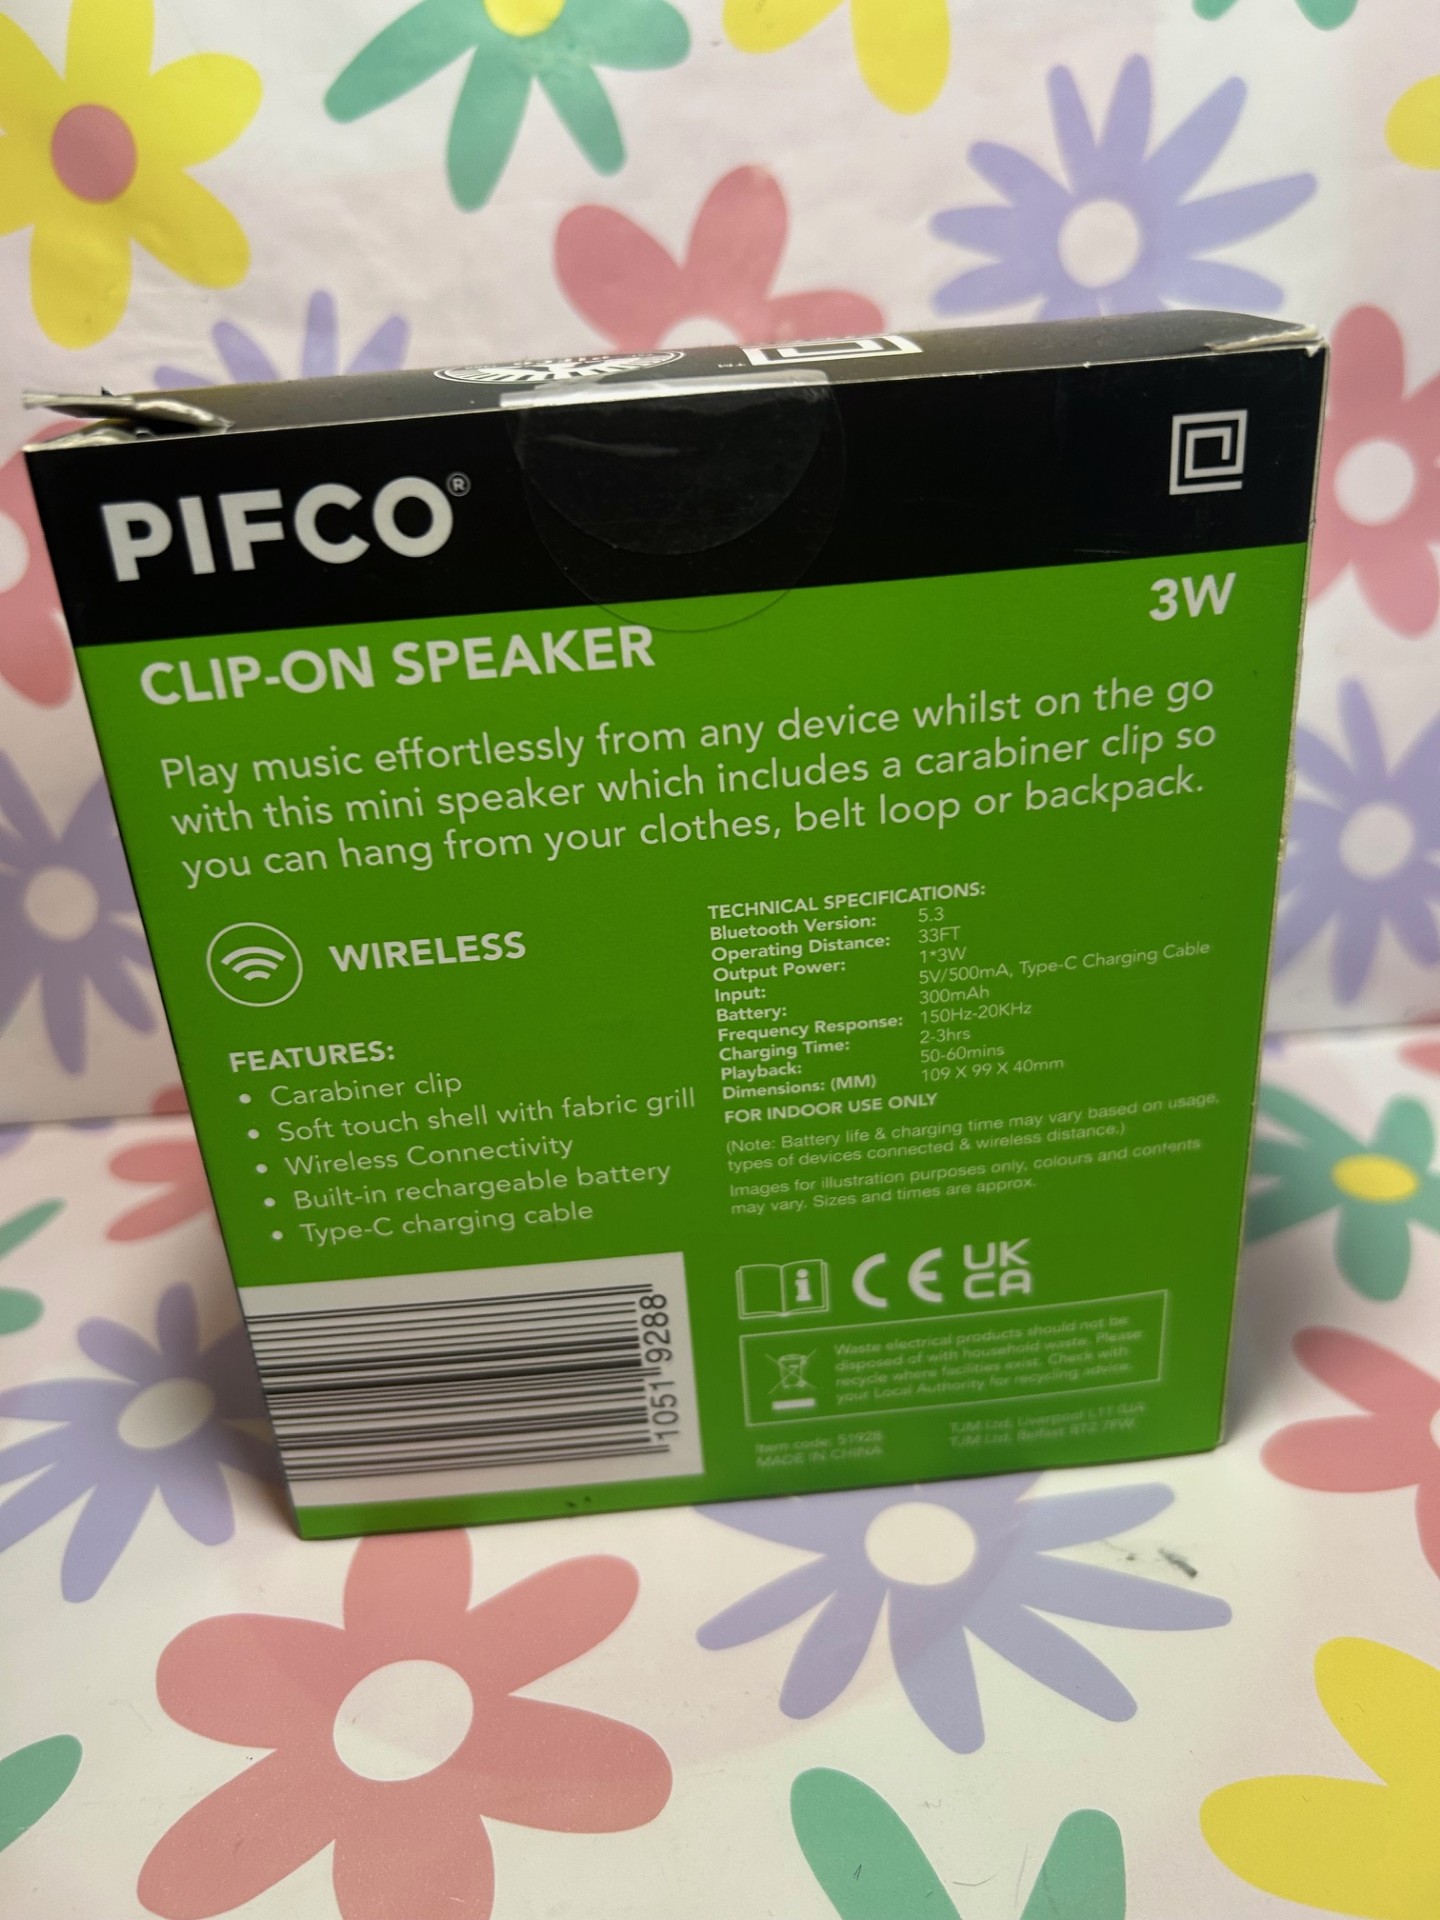 PIFCO®
3W
CLIP-ON SPEAKER
Play music effortlessly from any device whilst on the go
with this mini speaker which includes a carabiner clip so
you can hang from your clothes, belt loop or backpack.
WIRELESS
FEATURES:
• Carabiner clip
• Soft touch shell with fabric grill
• Wireless Connectivity
• Built-in rechargeable battery
• Type-C charging cable
TECHNICAL SPECIFICATIONS:
Bluetooth Version: 5.3
Operating Distance: 33FT
Output Power: 1*3W
Input: 5V/500mA, Type-C Charging Cable
Battery: 300mAh
Frequency Response: 150Hz-20KHz
Charging Time: 2-3hrs
Playback: 50-60mins
Dimensions: (MM) 109 X 99 X 40mm
FOR INDOOR USE ONLY
(Note: Battery life & charging time may vary based on usage,
types of devices connected & wireless distance.)
Images for illustration purposes only, colours and contents
may vary. Sizes and times are approx.
CE
UK
CA
Waste electrical products should not be
disposed of with household waste. Please
recycle where facilities exist. Check with
your Local Authority for recycling advice.
Item code: 51928
MADE IN CHINA
TJM Ltd, Liverpool L11 0JA
TJM Ltd, Belfast BT2 7EW
11051 19288